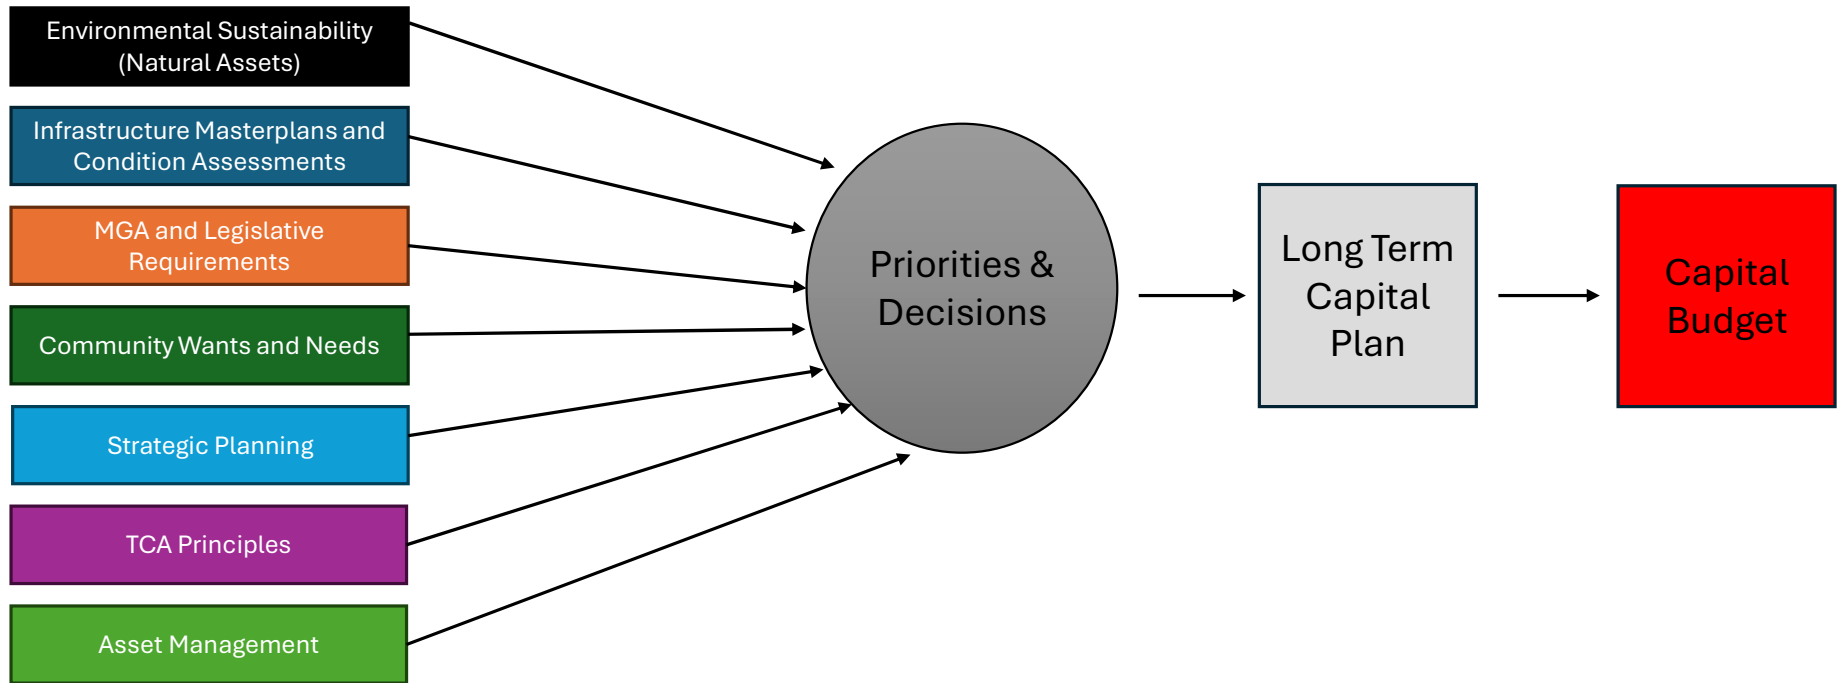 Environmental Sustainability
(Natural Assets)
Infrastructure Masterplans and
Condition Assessments
MGA and Legislative
Requirements
Community Wants and Needs
Strategic Planning
TCA Principles
Asset Management
Priorities &
Decisions
Long Term
Capital
Plan
Capital
Budget